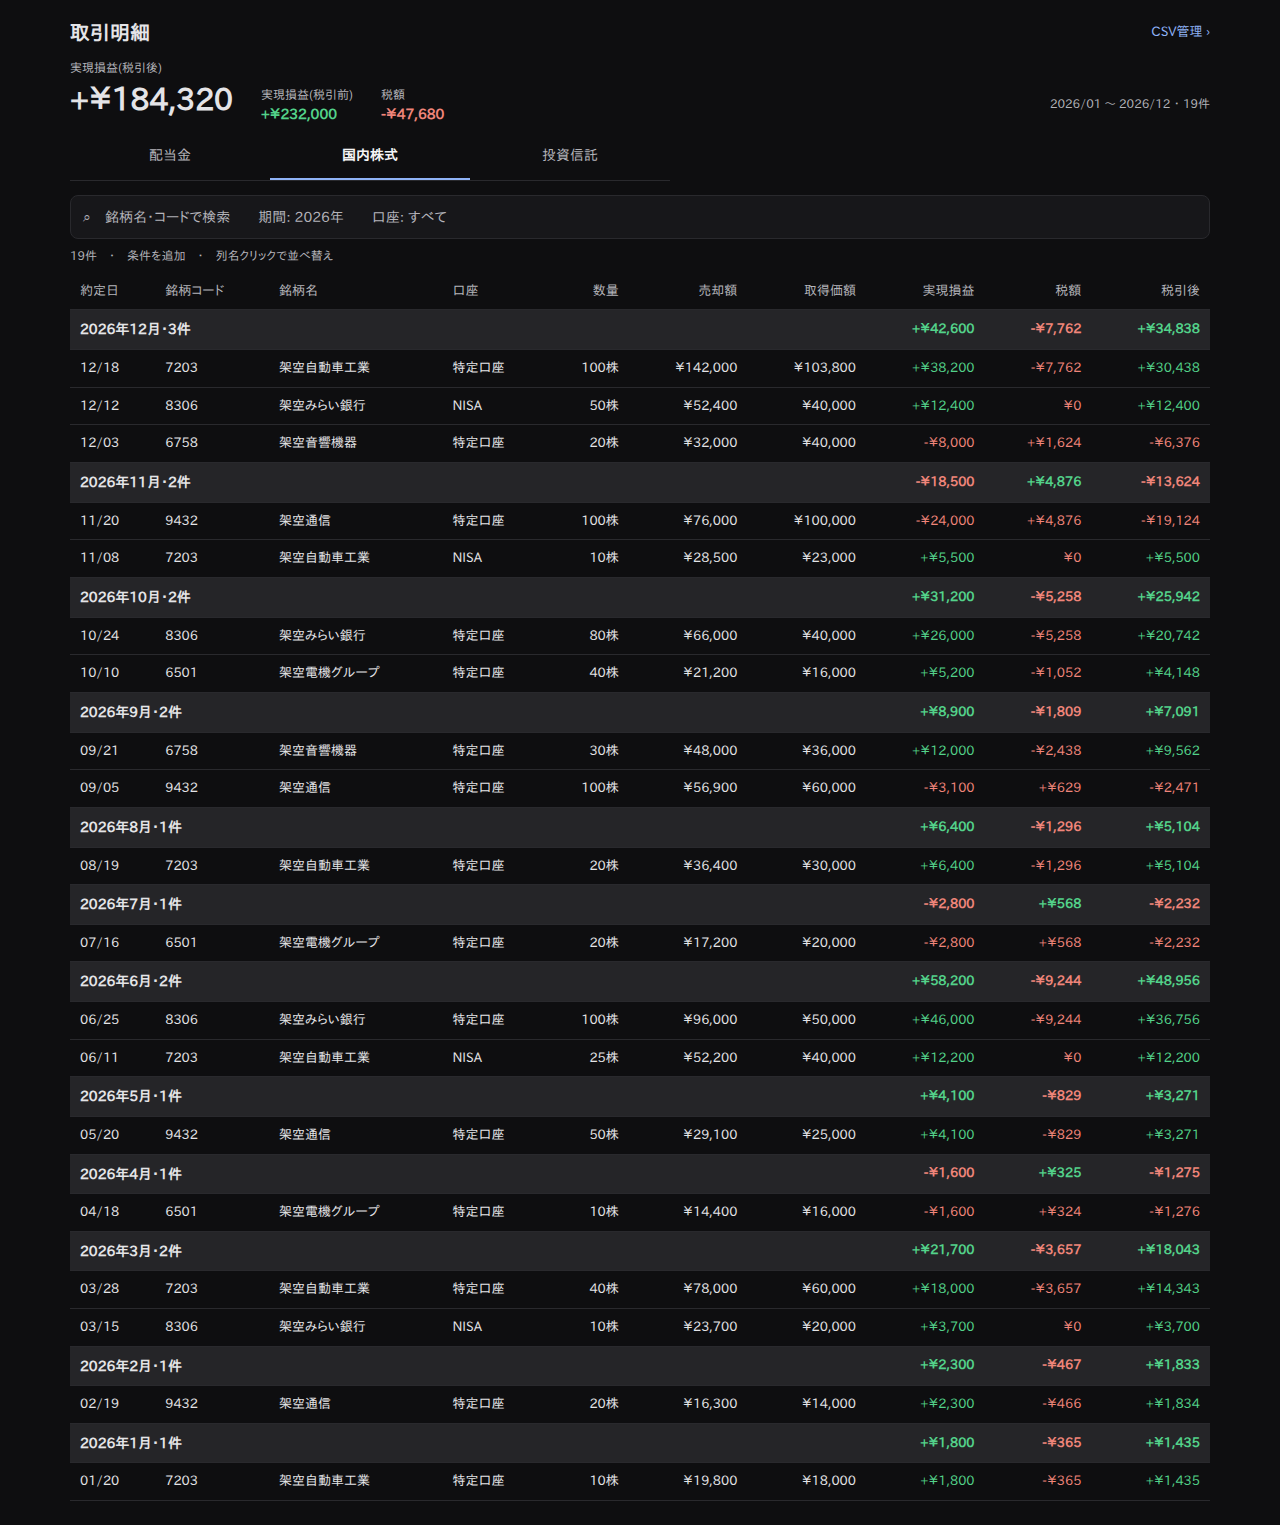 取引明細
CSV管理 ›
実現損益(税引後)
+¥184,320
実現損益(税引前)
+¥232,000
税額
-¥47,680
2026/01 〜 2026/12・19件
配当金 国内株式 投資信託
銘柄名・コードで検索 期間: 2026年 口座: すべて
19件 ・ 条件を追加 ・ 列名クリックで並べ替え
約定日 銘柄コード 銘柄名 口座 数量 売却額 取得価額 実現損益 税額 税引後
2026年12月・3件 +¥42,600 -¥7,762 +¥34,838
12/18 7203 架空自動車工業 特定口座 100株 ¥142,000 ¥103,800 +¥38,200 -¥7,762 +¥30,438
12/12 8306 架空みらい銀行 NISA 50株 ¥52,400 ¥40,000 +¥12,400 ¥0 +¥12,400
12/03 6758 架空音響機器 特定口座 20株 ¥32,000 ¥40,000 -¥8,000 +¥1,624 -¥6,376
2026年11月・2件 -¥18,500 +¥4,876 -¥13,624
11/20 9432 架空通信 特定口座 100株 ¥76,000 ¥100,000 -¥24,000 +¥4,876 -¥19,124
11/08 7203 架空自動車工業 NISA 10株 ¥28,500 ¥23,000 +¥5,500 ¥0 +¥5,500
2026年10月・2件 +¥31,200 -¥5,258 +¥25,942
10/24 8306 架空みらい銀行 特定口座 80株 ¥66,000 ¥40,000 +¥26,000 -¥5,258 +¥20,742
10/10 6501 架空電機グループ 特定口座 40株 ¥21,200 ¥16,000 +¥5,200 -¥1,052 +¥4,148
2026年9月・2件 +¥8,900 -¥1,809 +¥7,091
09/21 6758 架空音響機器 特定口座 30株 ¥48,000 ¥36,000 +¥12,000 -¥2,438 +¥9,562
09/05 9432 架空通信 特定口座 100株 ¥56,900 ¥60,000 -¥3,100 +¥629 -¥2,471
2026年8月・1件 +¥6,400 -¥1,296 +¥5,104
08/19 7203 架空自動車工業 特定口座 20株 ¥36,400 ¥30,000 +¥6,400 -¥1,296 +¥5,104
2026年7月・1件 -¥2,800 +¥568 -¥2,232
07/16 6501 架空電機グループ 特定口座 20株 ¥17,200 ¥20,000 -¥2,800 +¥568 -¥2,232
2026年6月・2件 +¥58,200 -¥9,244 +¥48,956
06/25 8306 架空みらい銀行 特定口座 100株 ¥96,000 ¥50,000 +¥46,000 -¥9,244 +¥36,756
06/11 7203 架空自動車工業 NISA 25株 ¥52,200 ¥40,000 +¥12,200 ¥0 +¥12,200
2026年5月・1件 +¥4,100 -¥829 +¥3,271
05/20 9432 架空通信 特定口座 50株 ¥29,100 ¥25,000 +¥4,100 -¥829 +¥3,271
2026年4月・1件 -¥1,600 +¥325 -¥1,275
04/18 6501 架空電機グループ 特定口座 10株 ¥14,400 ¥16,000 -¥1,600 +¥324 -¥1,276
2026年3月・2件 +¥21,700 -¥3,657 +¥18,043
03/28 7203 架空自動車工業 特定口座 40株 ¥78,000 ¥60,000 +¥18,000 -¥3,657 +¥14,343
03/15 8306 架空みらい銀行 NISA 10株 ¥23,700 ¥20,000 +¥3,700 ¥0 +¥3,700
2026年2月・1件 +¥2,300 -¥467 +¥1,833
02/19 9432 架空通信 特定口座 20株 ¥16,300 ¥14,000 +¥2,300 -¥466 +¥1,834
2026年1月・1件 +¥1,800 -¥365 +¥1,435
01/20 7203 架空自動車工業 特定口座 10株 ¥19,800 ¥18,000 +¥1,800 -¥365 +¥1,435